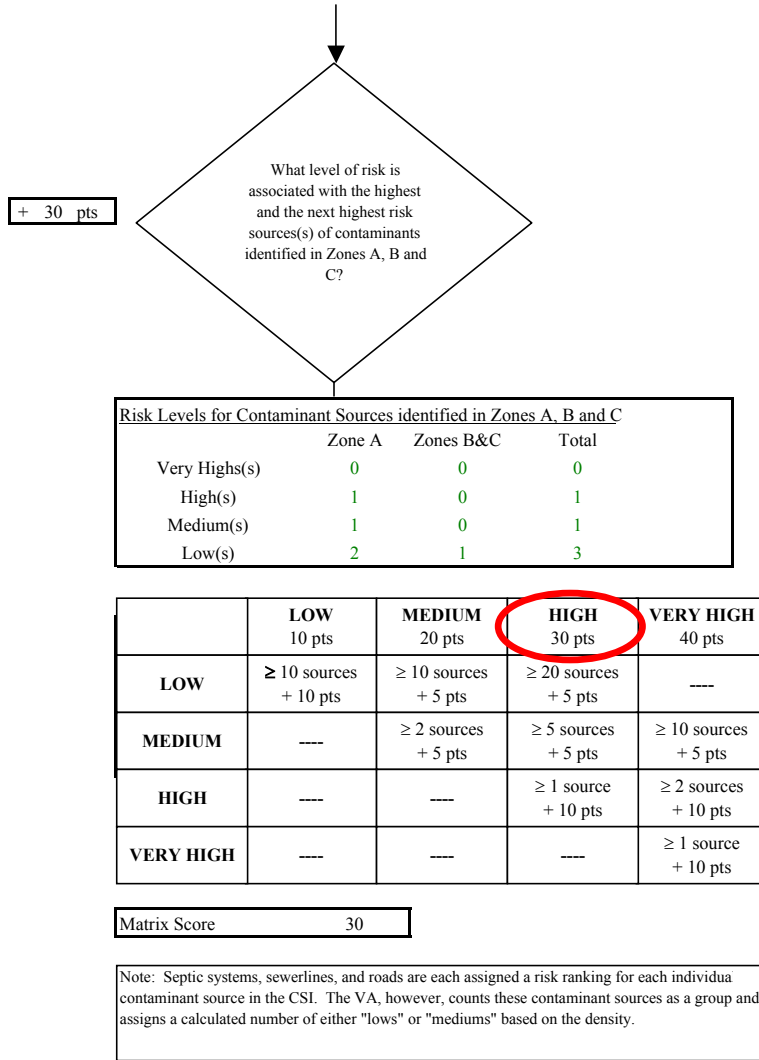 What level of risk is
associated with the highest
and the next highest risk
sources(s) of contaminants
identified in Zones A, B and
C?
+ 30 pts
Risk Levels for Contaminant Sources identified in Zones A, B and C
Zone A Zones B&C Total
Very Highs(s) 0 0 0
High(s) 1 0 1
Medium(s) 1 0 1
Low(s) 2 1 3
LOW MEDIUM HIGH VERY HIGH
10 pts 20 pts 30 pts 40 pts
LOW ≥ 10 sources ≥ 10 sources ≥ 20 sources ----
+ 10 pts + 5 pts + 5 pts
MEDIUM ---- ≥ 2 sources ≥ 5 sources ≥ 10 sources
+ 5 pts + 5 pts + 5 pts
HIGH ---- ---- ≥ 1 source ≥ 2 sources
+ 10 pts + 10 pts
VERY HIGH ---- ---- ---- ≥ 1 source
+ 10 pts
Matrix Score 30
Note: Septic systems, sewerlines, and roads are each assigned a risk ranking for each individua
contaminant source in the CSI. The VA, however, counts these contaminant sources as a group and
assigns a calculated number of either "lows" or "mediums" based on the density.